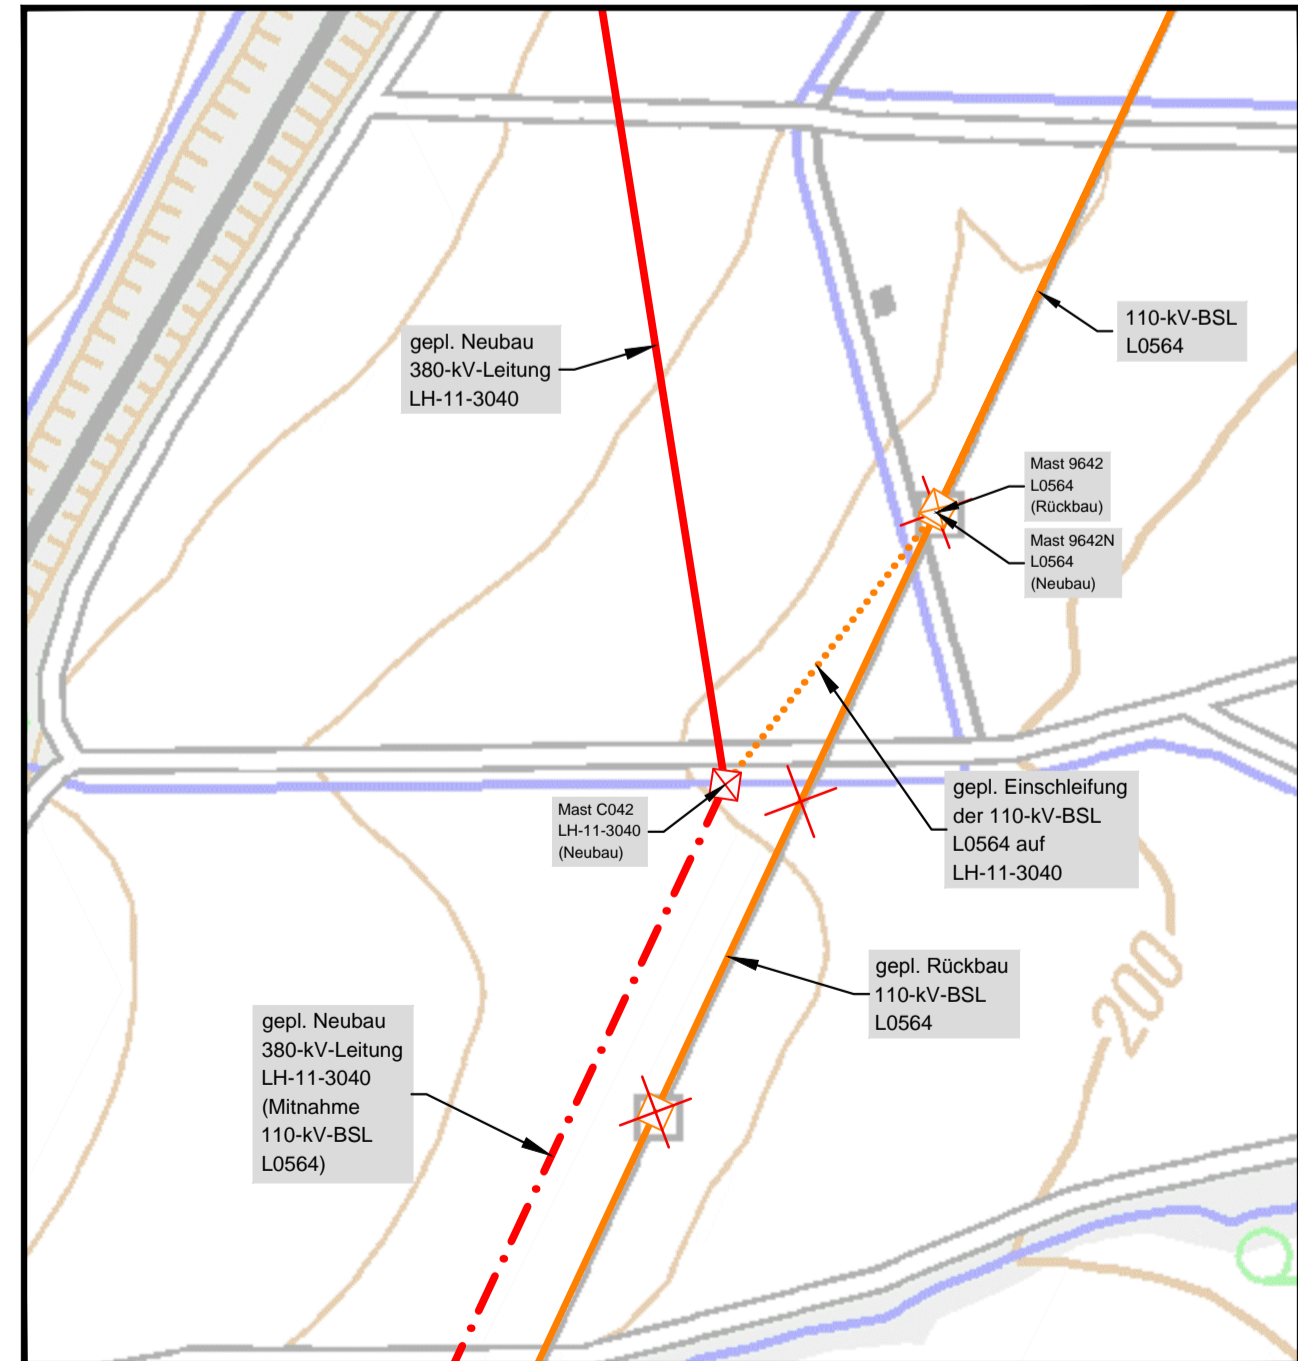 gepl. Neubau
380-kV-Leitung
LH-11-3040
110-kV-BSL
L0564
Mast 9642
L0564
(Rückbau)
Mast 9642N
L0564
(Neubau)
Mast C042
LH-11-3040
(Neubau)
gepl. Einschleifung
der 110-kV-BSL
L0564 auf
LH-11-3040
gepl. Rückbau
110-kV-BSL
L0564
200
gepl. Neubau
380-kV-Leitung
LH-11-3040
(Mitnahme
110-kV-BSL
L0564)